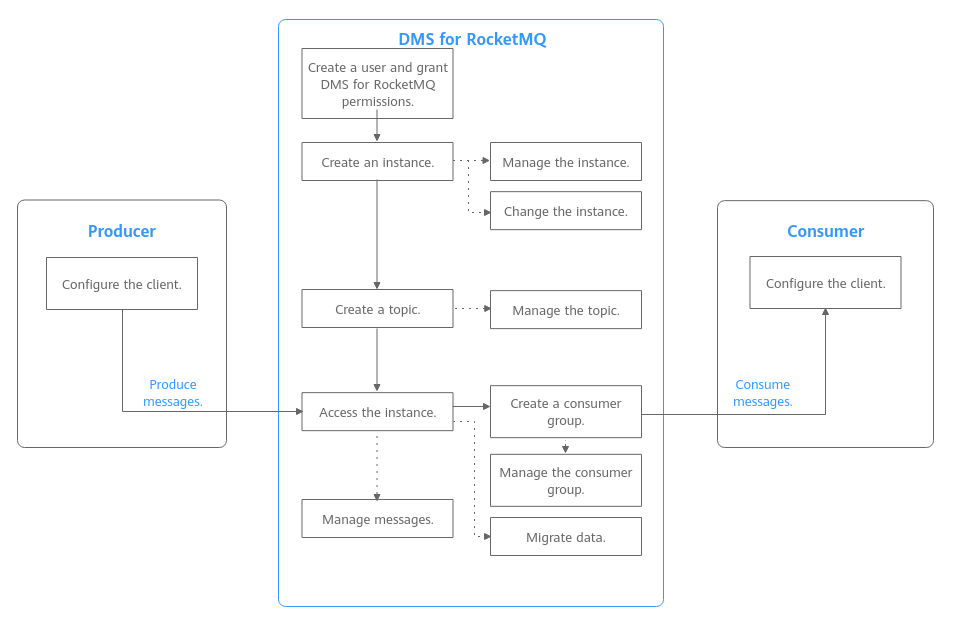 DMS for RocketMQ
Create a user and grant
DMS for RocketMQ
permissions.
Create an instance.
Manage the instance.
Change the instance.
Producer
Configure the client.
Produce
messages.
Create a topic.
Manage the topic.
Access the instance.
Create a consumer
group.
Manage the consumer
group.
Manage messages.
Migrate data.
Consumer
Configure the client.
Consume
messages.